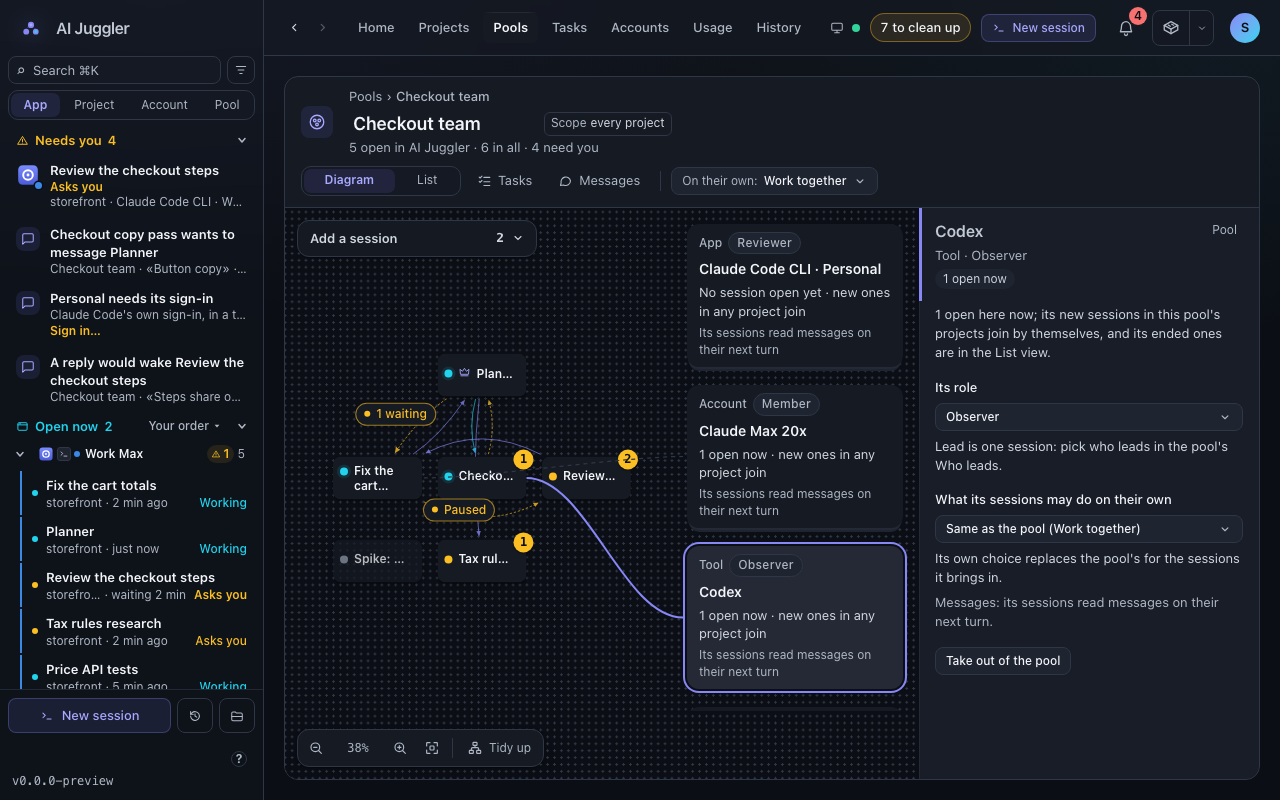 AI Juggler
Search ⌘K
App
Project
Account
Pool
Needs you 4
Review the checkout steps
Asks you
storefront · Claude Code CLI · W...
Checkout copy pass wants to message Planner
Checkout team · «Button copy» ·...
Personal needs its sign-in
Claude Code's own sign-in, in a t...
Sign in...
A reply would wake Review the checkout steps
Checkout team · «Steps share o...
Open now 2
Your order
Work Max
1
5
Fix the cart totals
storefront · 2 min ago
Working
Planner
storefront · just now
Working
Review the checkout steps
storefro... · waiting 2 min
Asks you
Tax rules research
storefront · 2 min ago
Asks you
Price API tests
storefront · 5 min ago
Working
New session
?
v0.0.0-preview
Home
Projects
Pools
Tasks
Accounts
Usage
History
7 to clean up
New session
4
S
Pools › Checkout team
Checkout team
Scope every project
5 open in AI Juggler · 6 in all · 4 need you
Diagram
List
Tasks
Messages
On their own: Work together
Add a session
2
Plan...
1 waiting
Fix the cart...
Checko...
1
Review...
2
Paused
Spike: ...
Tax rul...
1
App
Reviewer
Claude Code CLI · Personal
No session open yet · new ones in any project join
Its sessions read messages on their next turn
Account
Member
Claude Max 20x
1 open now · new ones in any project join
Its sessions read messages on their next turn
Tool
Observer
Codex
1 open now · new ones in any project join
Its sessions read messages on their next turn
38%
Tidy up
Codex
Pool
Tool · Observer
1 open now
1 open here now; its new sessions in this pool's projects join by themselves, and its ended ones are in the List view.
Its role
Observer
Lead is one session: pick who leads in the pool's Who leads.
What its sessions may do on their own
Same as the pool (Work together)
Its own choice replaces the pool's for the sessions it brings in.
Messages: its sessions read messages on their next turn.
Take out of the pool